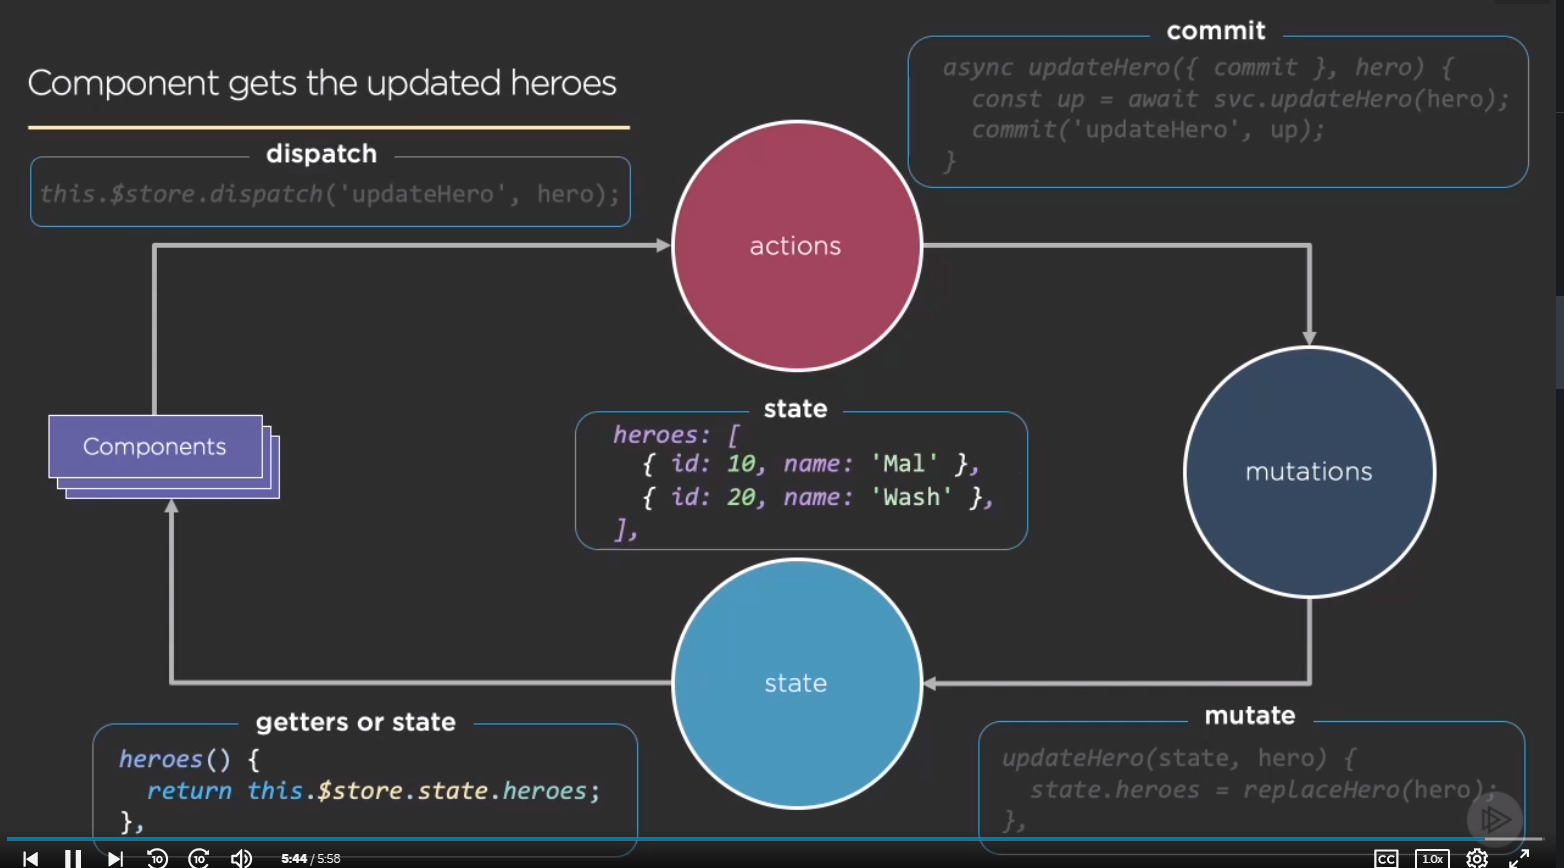 Component gets the updated heroes
dispatch
this.$store.dispatch('updateHero', hero);
commit
async updateHero({ commit }, hero) {
const up = await svc.updateHero(hero);
commit('updateHero', up);
}
actions
Components
state
heroes: [
{ id: 10, name: 'Mal' },
{ id: 20, name: 'Wash' },
],
mutations
state
getters or state
heroes() {
return this.$store.state.heroes;
},
mutate
updateHero(state, hero) {
state.heroes = replaceHero(hero);
},
10
10
5:44 / 5:58
CC
1.0x